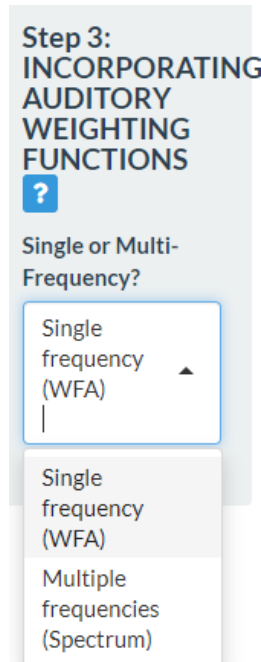 Step 3:
INCORPORATING
AUDITORY
WEIGHTING
FUNCTIONS
?
Single or Multi-
Frequency?
Single
frequency
(WFA)
Single
frequency
(WFA)
Multiple
frequencies
(Spectrum)